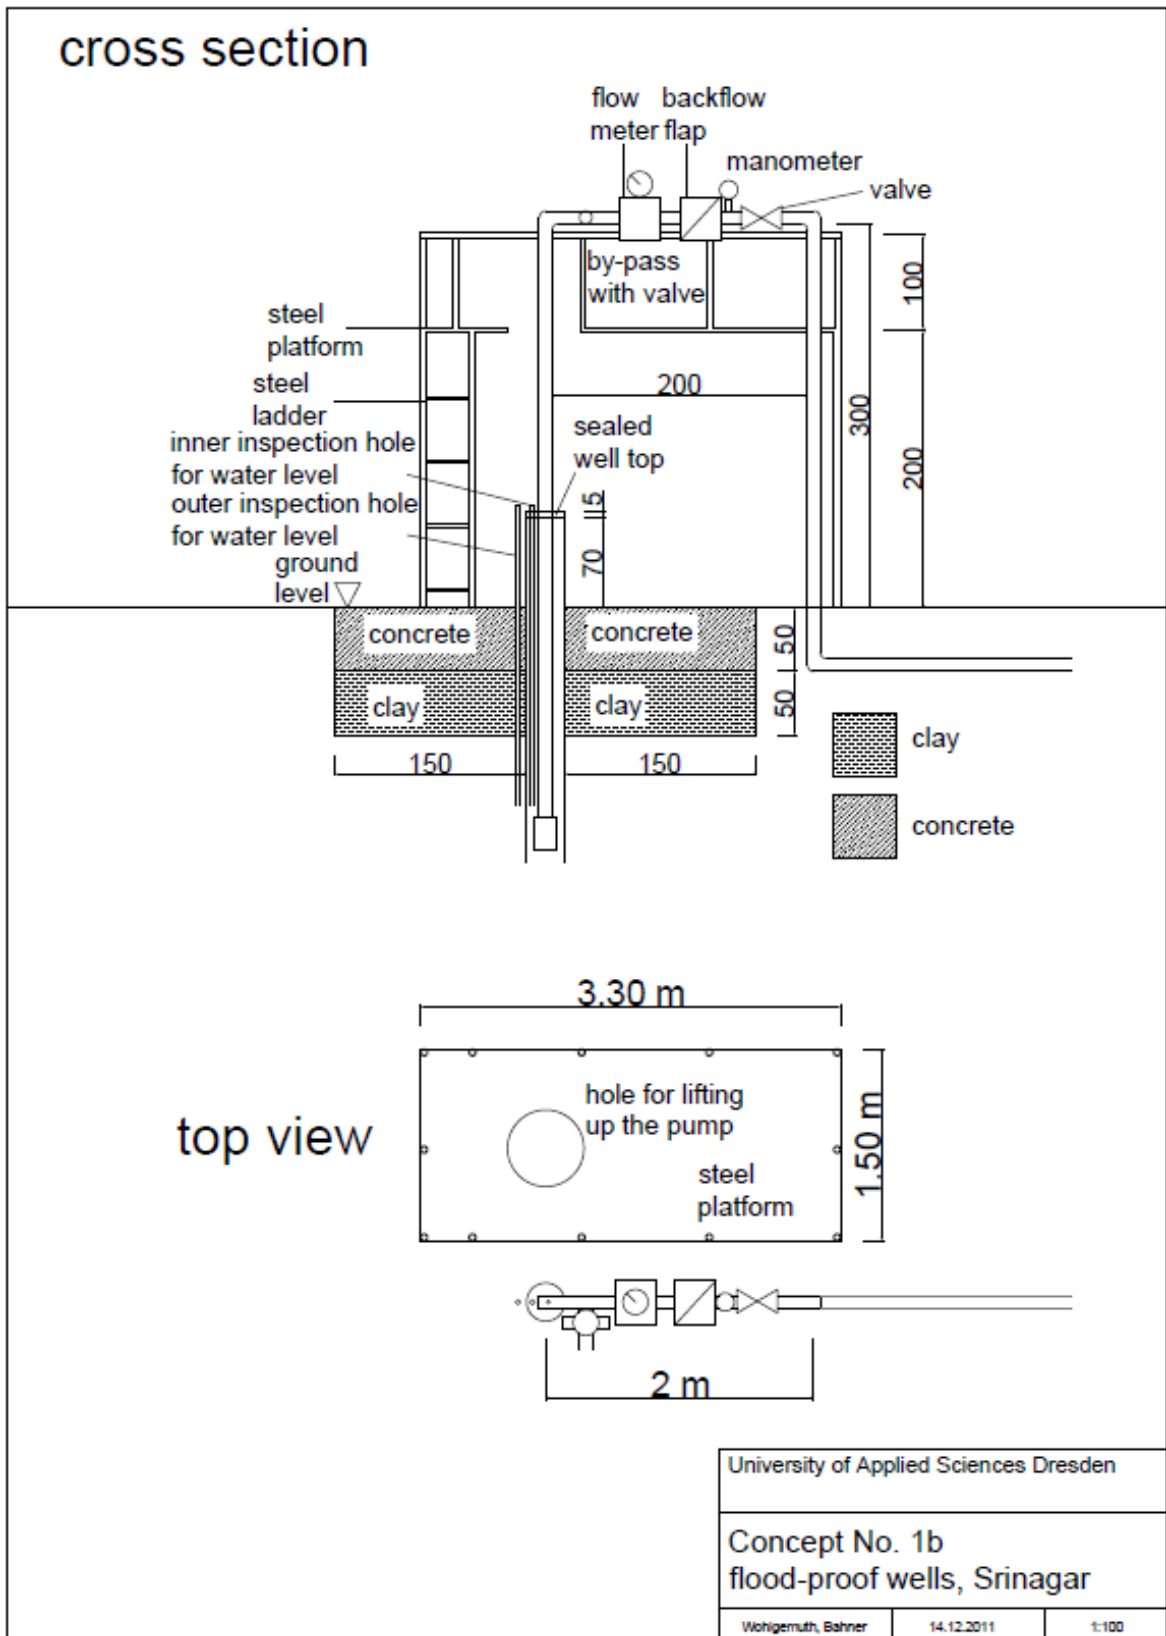 cross section
flow backflow
meter flap
manometer
valve
by-pass
with valve
100
steel
platform
200
300
steel
ladder
200
inner inspection hole
for water level
sealed
well top
outer inspection hole
for water level
5
70
ground
level
concrete
concrete
50
clay
clay
50
150
150
clay
concrete
3.30 m
top view
hole for lifting
up the pump
steel
platform
1.50 m
2 m
University of Applied Sciences Dresden
Concept No. 1b
flood-proof wells, Srinagar
Wohlgemuth, Bahner
14.12.2011
1:100